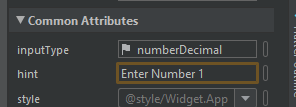 Common Attributes
inputType numberDecimal
hint Enter Number 1
style @style/Widget.App